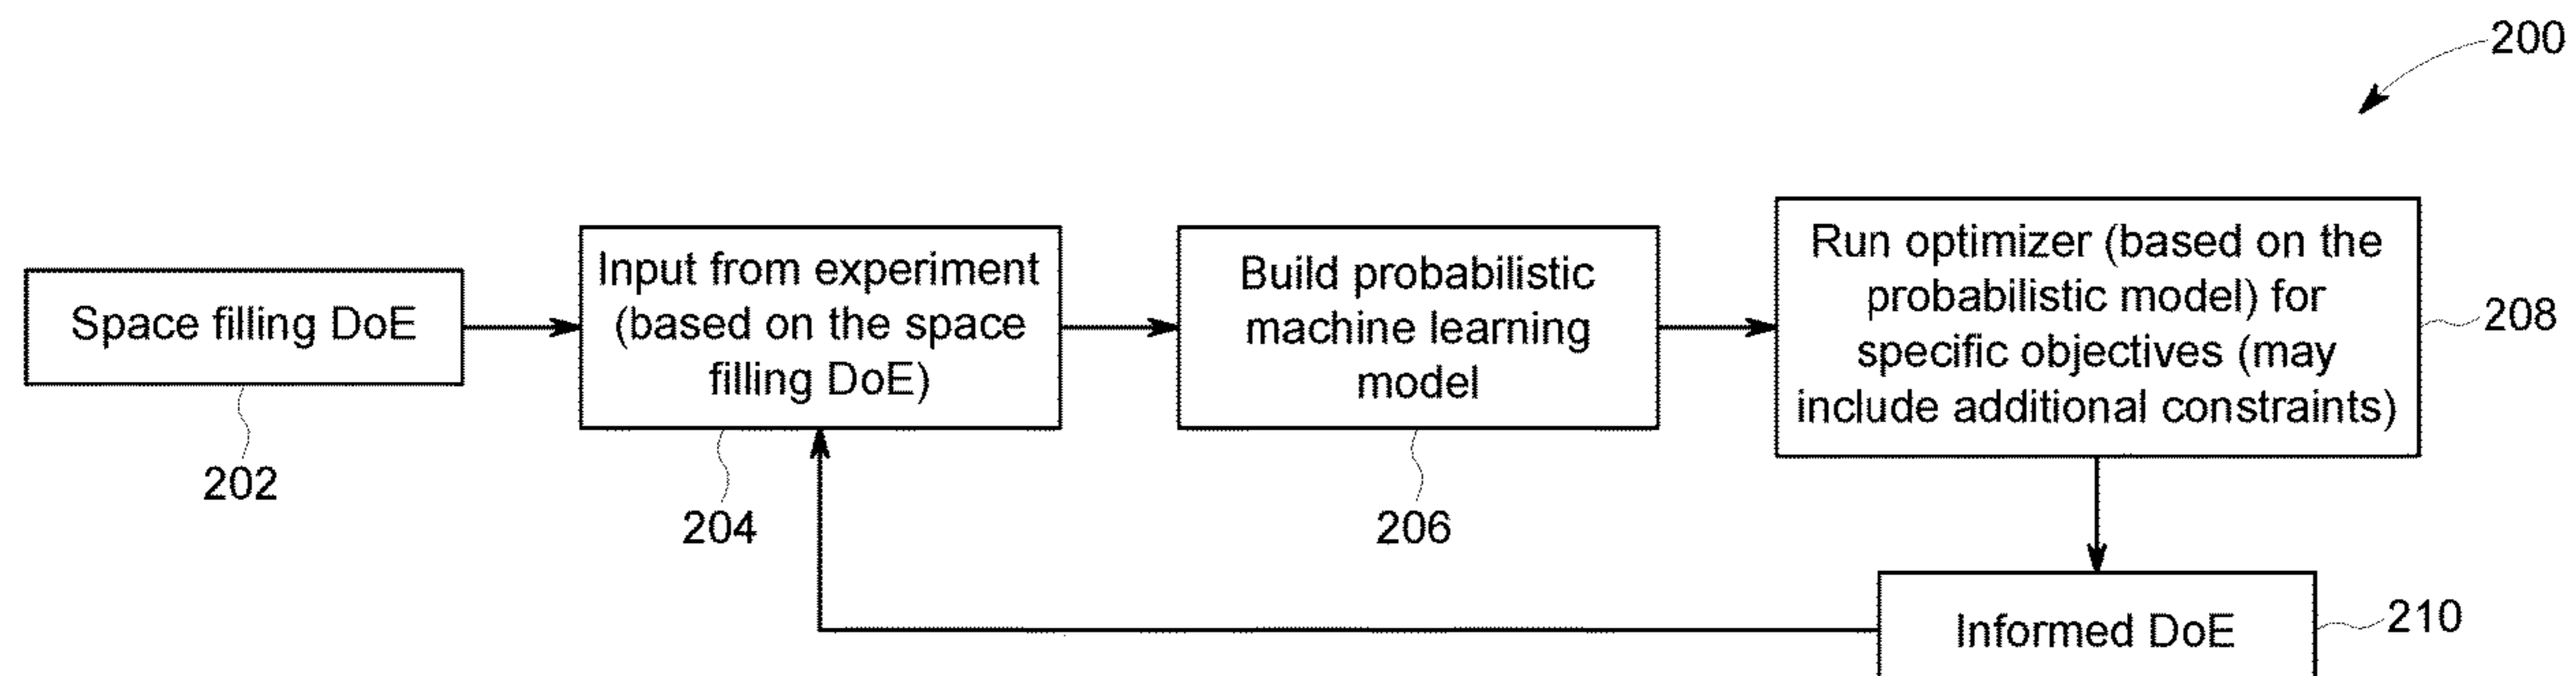 200
Space filling DoE
202
Input from experiment
(based on the space
filling DoE)
204
Build probabilistic
machine learning
model
206
Run optimizer (based on the
probabilistic model) for
specific objectives (may
include additional constraints)
208
Informed DoE
210